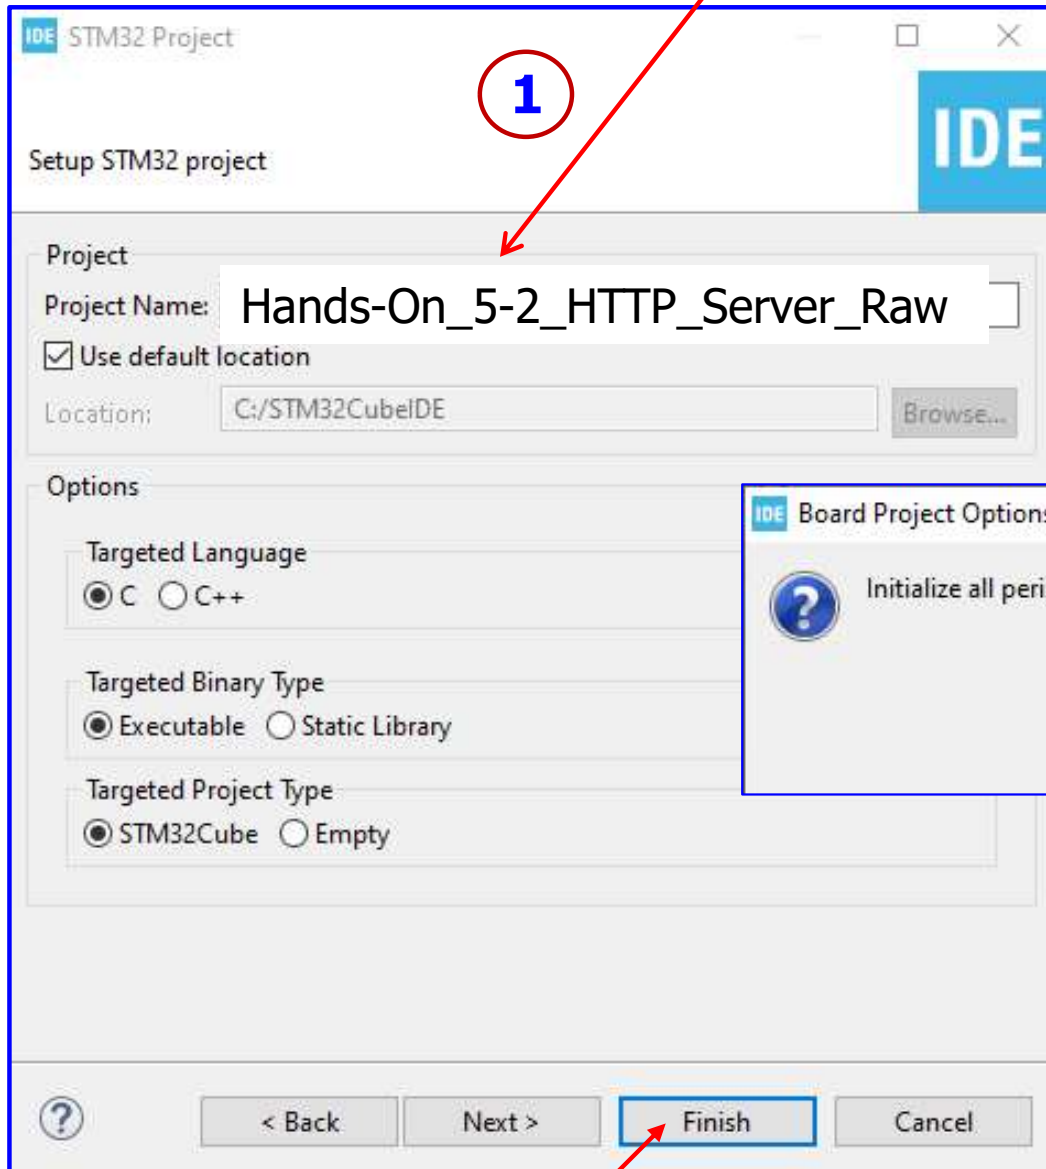 IDE STM32 Project
1
IDE
Setup STM32 project
Project
Project Name: Hands-On_5-2_HTTP_Server_Raw
Use default location
Location: C:/STM32CubeIDE Browse...
Options
IDE Board Project Options
Targeted Language
C C++
Initialize all peri
Targeted Binary Type
Executable Static Library
Targeted Project Type
STM32Cube Empty
? < Back Next > Finish Cancel